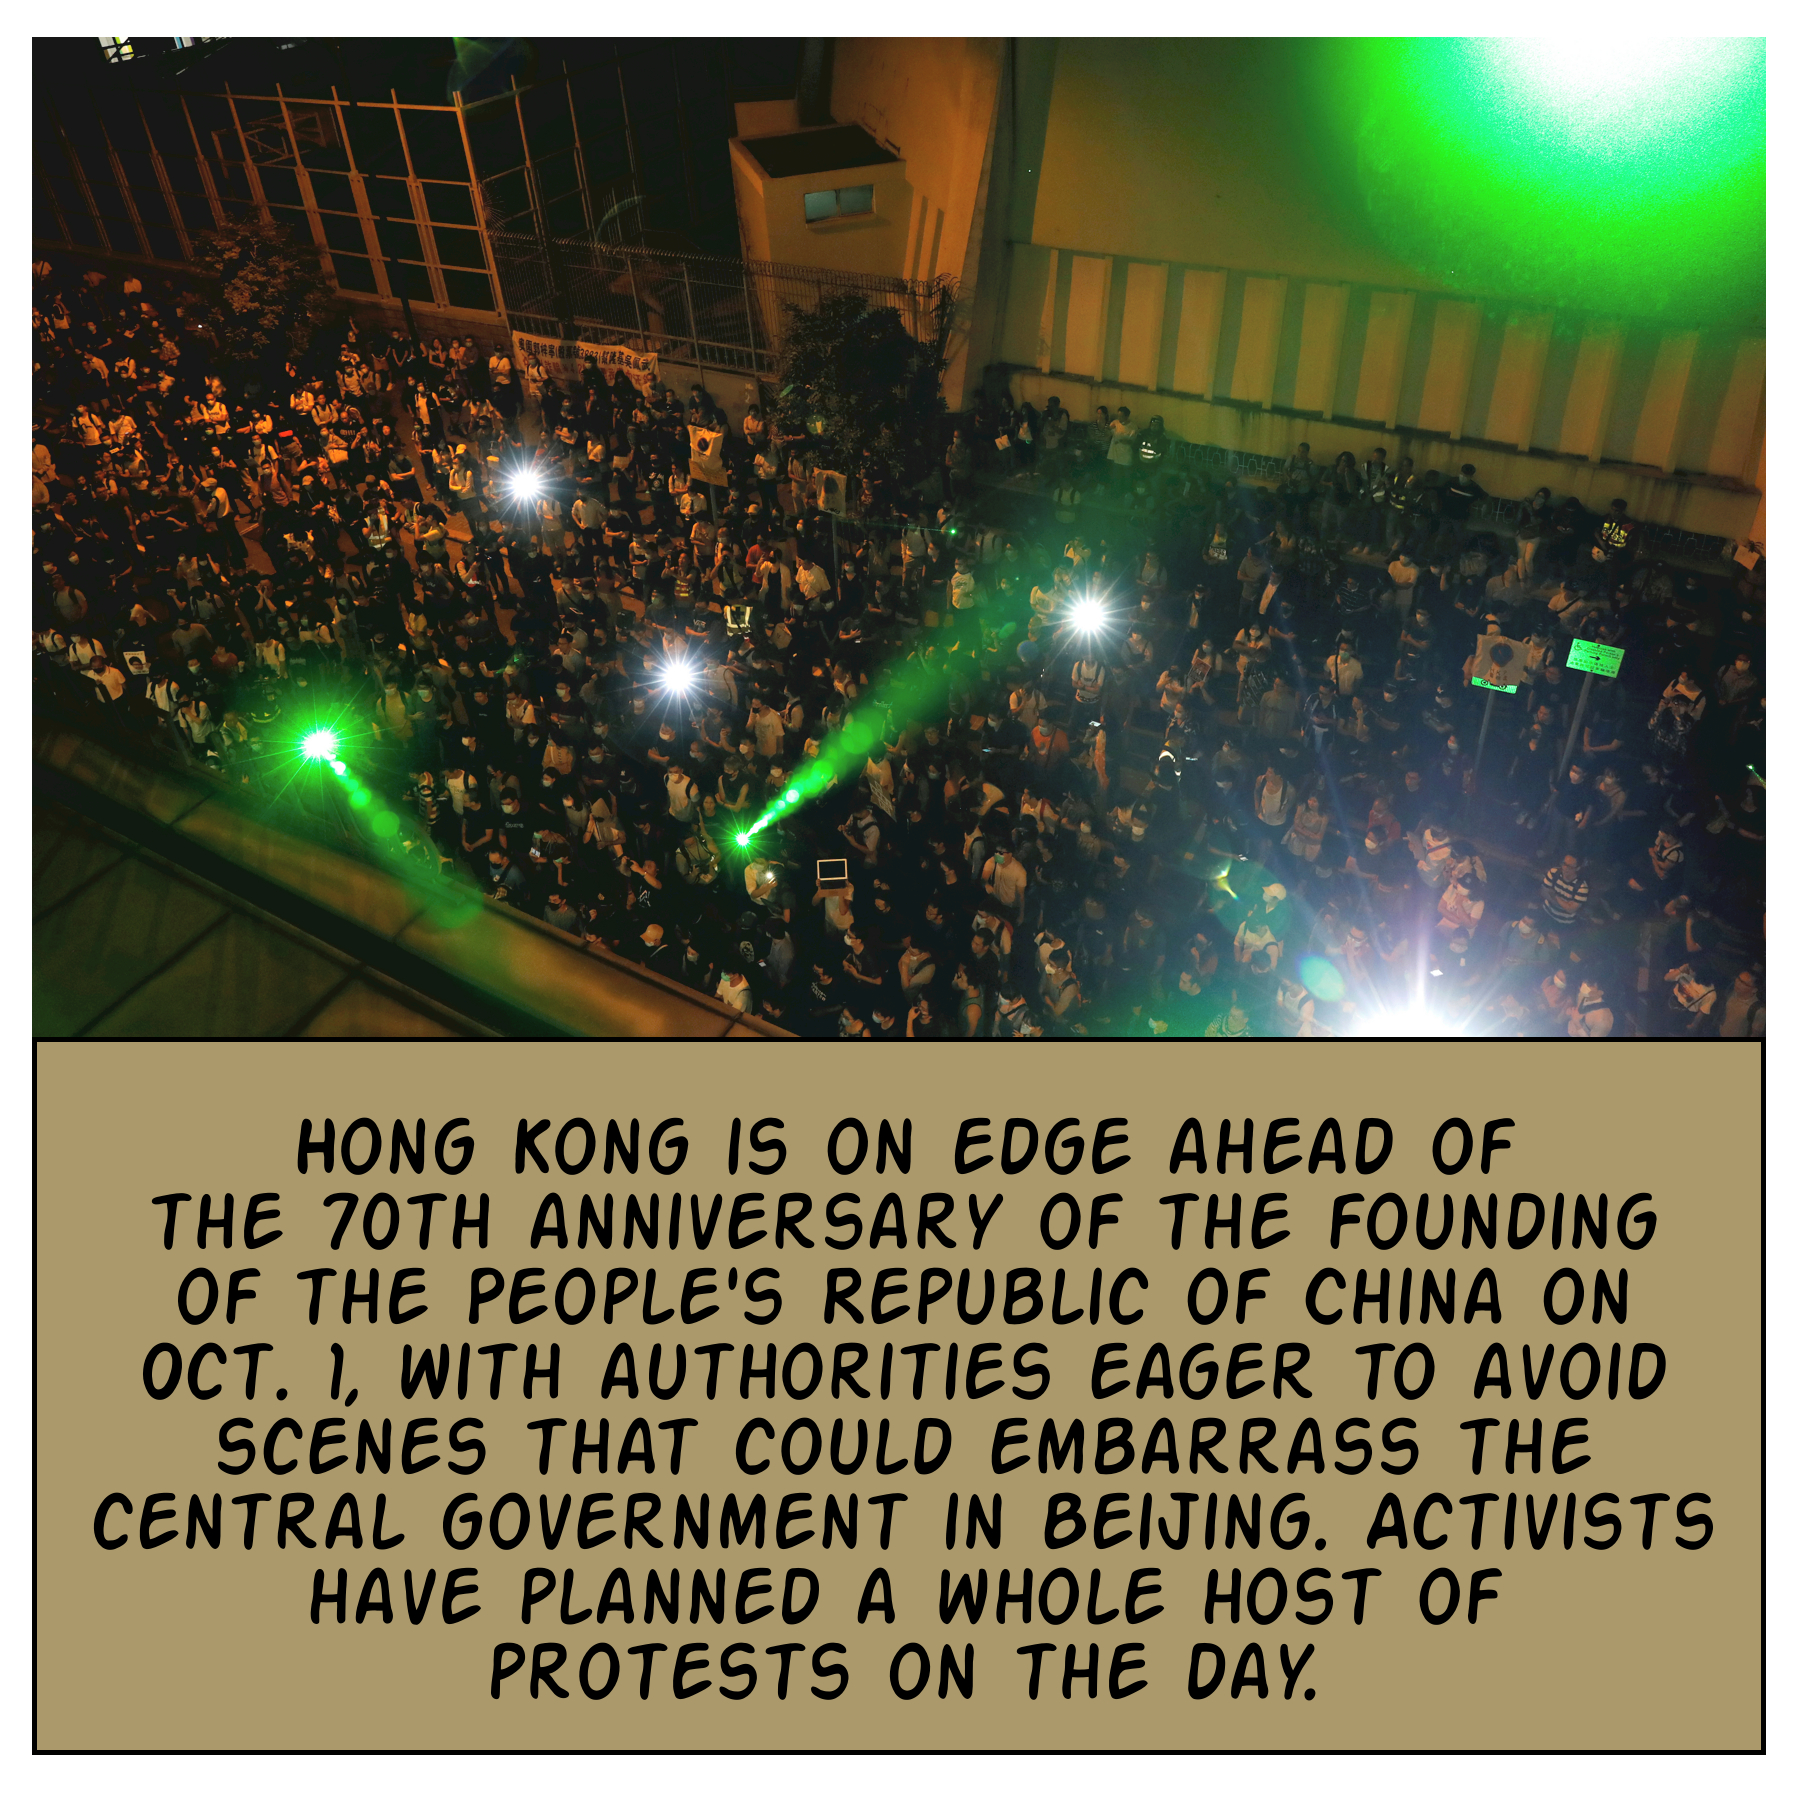 HONG KONG IS ON EDGE AHEAD OF
THE 70TH ANNIVERSARY OF THE FOUNDING
OF THE PEOPLE'S REPUBLIC OF CHINA ON
OCT. 1, WITH AUTHORITIES EAGER TO AVOID
SCENES THAT COULD EMBARRASS THE
CENTRAL GOVERNMENT IN BEIJING. ACTIVISTS
HAVE PLANNED A WHOLE HOST OF
PROTESTS ON THE DAY.